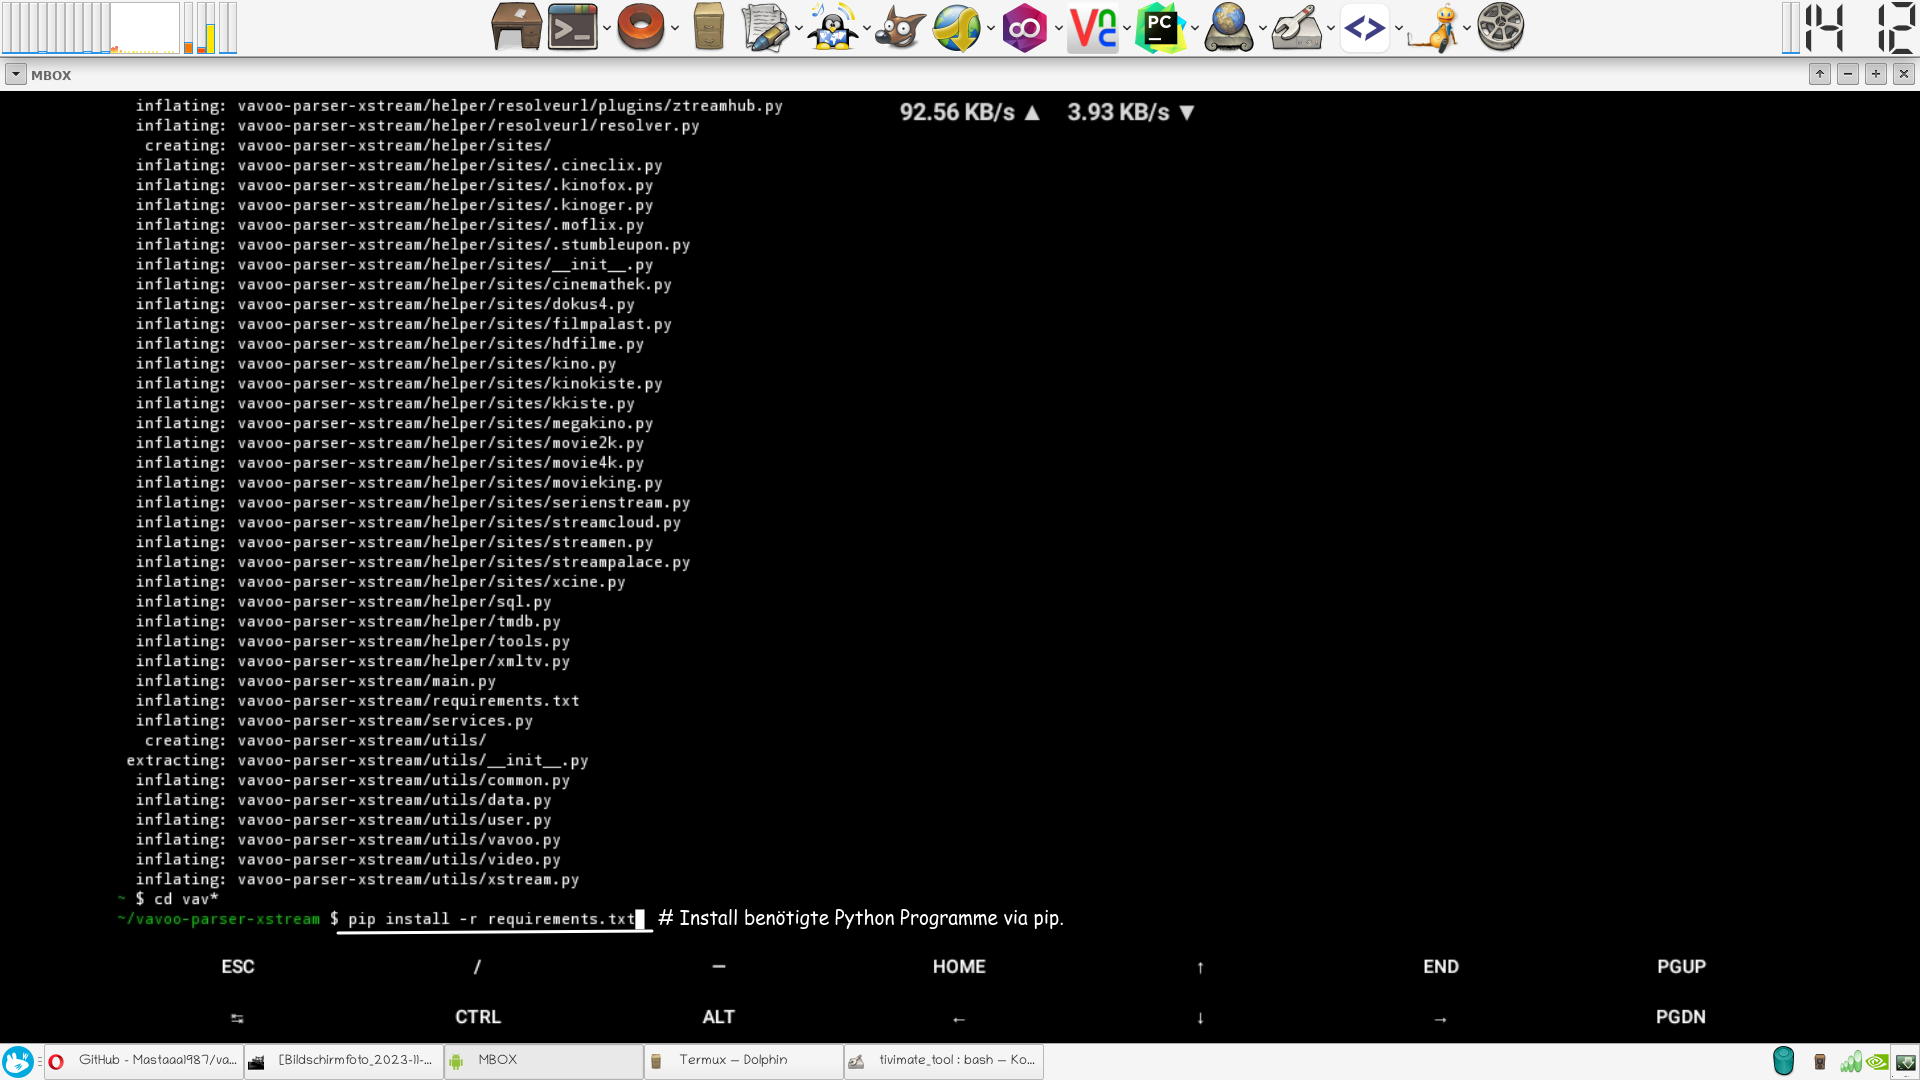 14 12
MBOX
inflating: vavoo-parser-xstream/helper/resolveurl/plugins/ztreamhub.py
92.56 KB/s ▲ 3.93 KB/s ▼
inflating: vavoo-parser-xstream/helper/resolveurl/resolver.py
creating: vavoo-parser-xstream/helper/sites/
inflating: vavoo-parser-xstream/helper/sites/.cineclix.py
inflating: vavoo-parser-xstream/helper/sites/.kinofox.py
inflating: vavoo-parser-xstream/helper/sites/.kinoger.py
inflating: vavoo-parser-xstream/helper/sites/.moflix.py
inflating: vavoo-parser-xstream/helper/sites/.stumbleupon.py
inflating: vavoo-parser-xstream/helper/sites/__init__.py
inflating: vavoo-parser-xstream/helper/sites/cinemathek.py
inflating: vavoo-parser-xstream/helper/sites/dokus4.py
inflating: vavoo-parser-xstream/helper/sites/filmpalast.py
inflating: vavoo-parser-xstream/helper/sites/hdfilme.py
inflating: vavoo-parser-xstream/helper/sites/kino.py
inflating: vavoo-parser-xstream/helper/sites/kinokiste.py
inflating: vavoo-parser-xstream/helper/sites/kkiste.py
inflating: vavoo-parser-xstream/helper/sites/megakino.py
inflating: vavoo-parser-xstream/helper/sites/movie2k.py
inflating: vavoo-parser-xstream/helper/sites/movie4k.py
inflating: vavoo-parser-xstream/helper/sites/movieking.py
inflating: vavoo-parser-xstream/helper/sites/serienstream.py
inflating: vavoo-parser-xstream/helper/sites/streamcloud.py
inflating: vavoo-parser-xstream/helper/sites/streamen.py
inflating: vavoo-parser-xstream/helper/sites/streampalace.py
inflating: vavoo-parser-xstream/helper/sites/xcine.py
inflating: vavoo-parser-xstream/helper/sql.py
inflating: vavoo-parser-xstream/helper/tmdb.py
inflating: vavoo-parser-xstream/helper/tools.py
inflating: vavoo-parser-xstream/helper/xmltv.py
inflating: vavoo-parser-xstream/main.py
inflating: vavoo-parser-xstream/requirements.txt
inflating: vavoo-parser-xstream/services.py
creating: vavoo-parser-xstream/utils/
extracting: vavoo-parser-xstream/utils/__init__.py
inflating: vavoo-parser-xstream/utils/common.py
inflating: vavoo-parser-xstream/utils/data.py
inflating: vavoo-parser-xstream/utils/user.py
inflating: vavoo-parser-xstream/utils/vavoo.py
inflating: vavoo-parser-xstream/utils/video.py
inflating: vavoo-parser-xstream/utils/xstream.py
~ $ cd vav*
~/vavoo-parser-xstream $ pip install -r requirements.txt # Install benötigte Python Programme via pip.
ESC / — HOME ↑ END PGUP
↹ CTRL ALT ← ↓ → PGDN
GitHub - Mastaaa1987/va... [Bildschirmfoto_2023-11-... MBOX Termux — Dolphin tivimate_tool : bash — Ko...